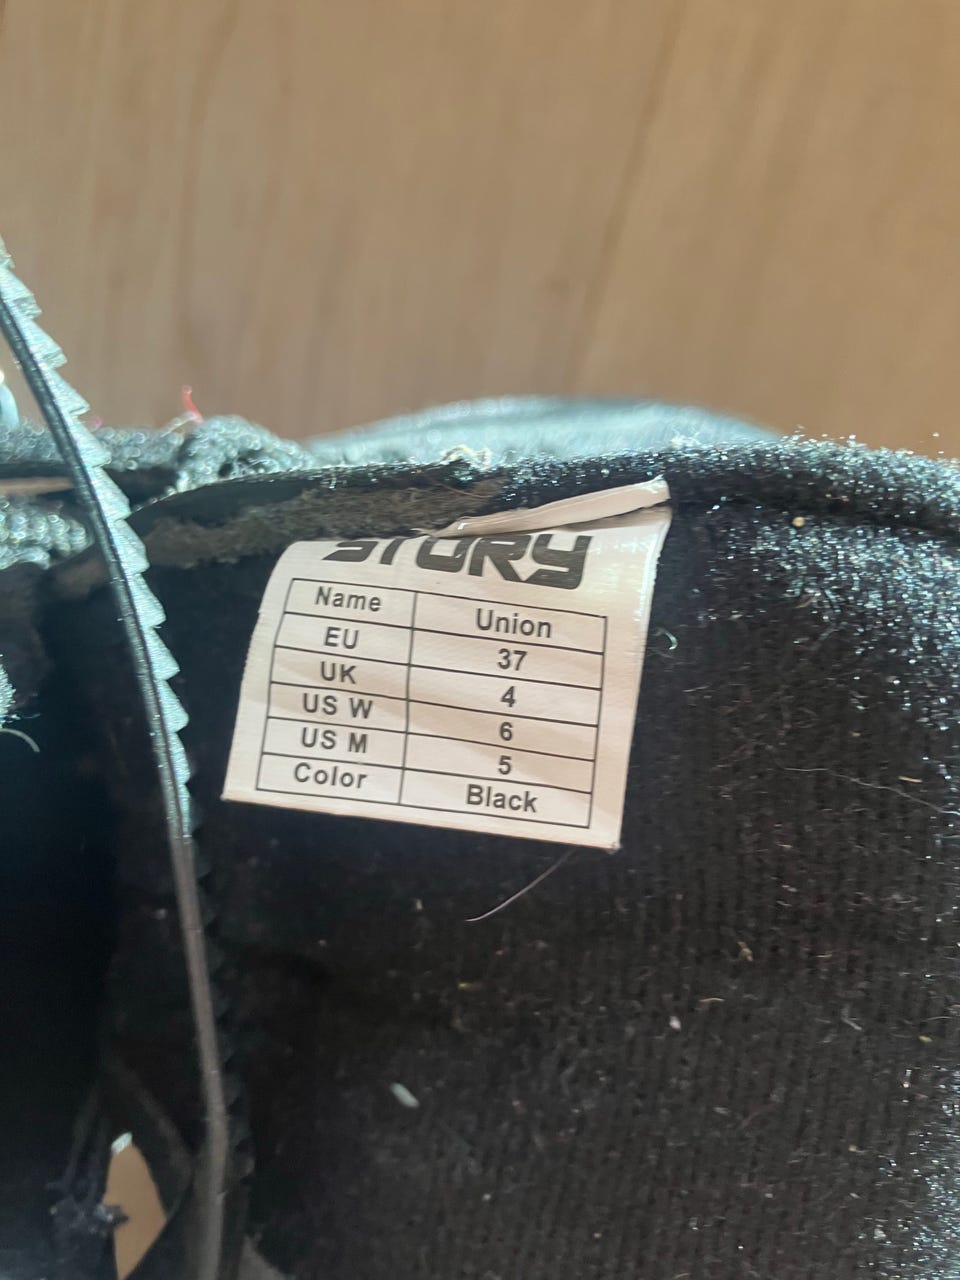 STORY
Name Union
EU 37
UK 4
US W 6
US M 5
Color Black